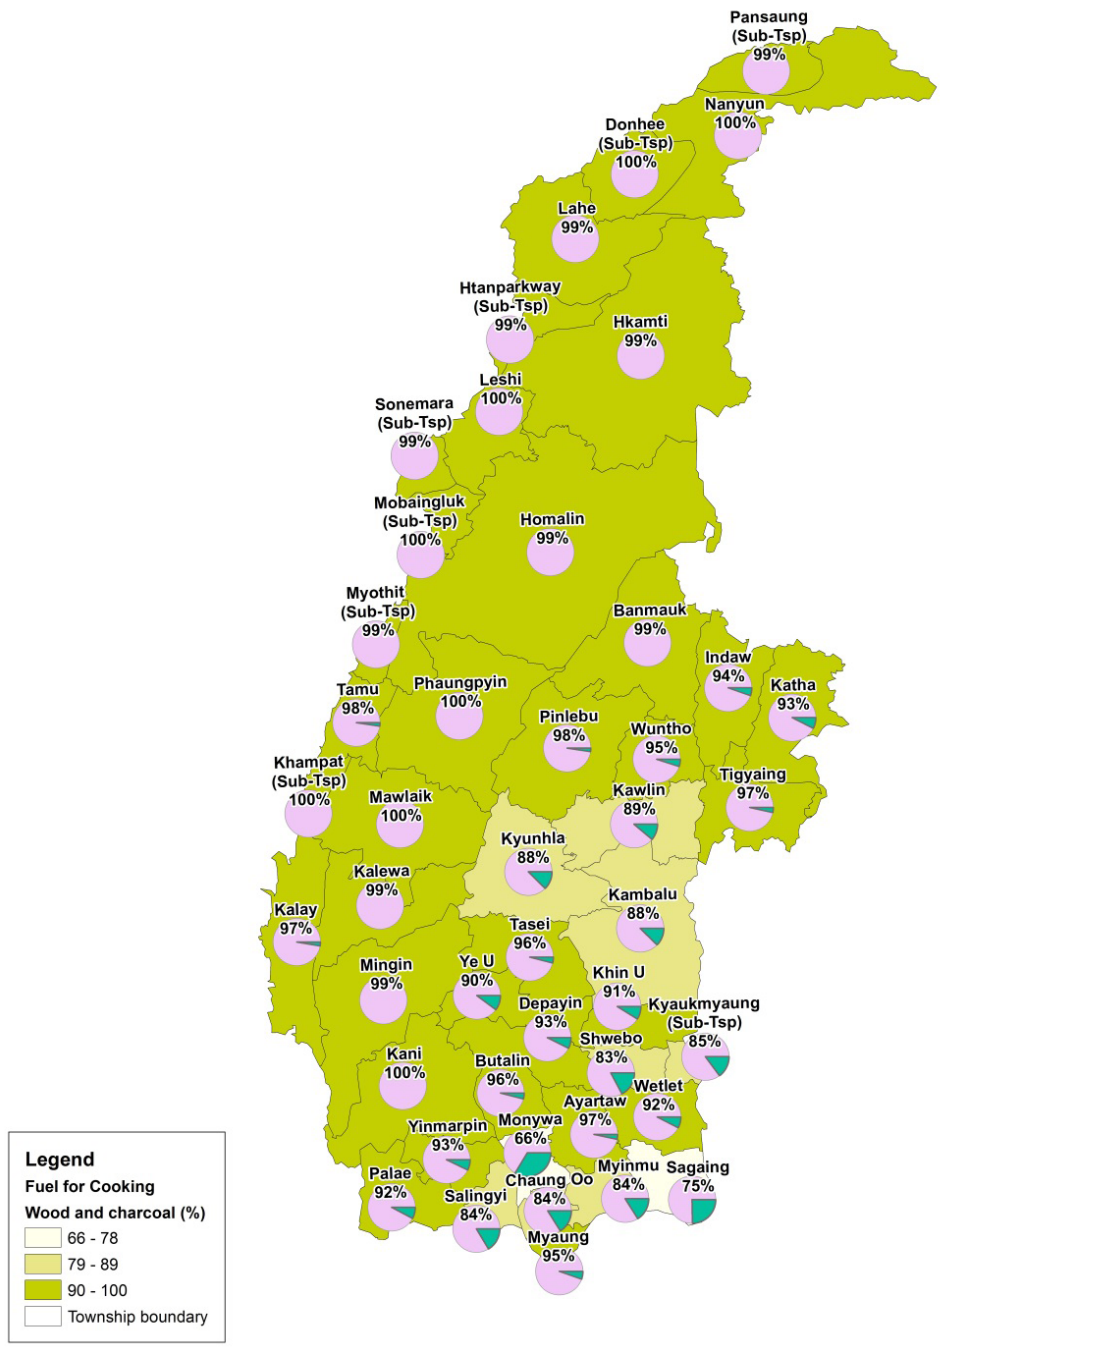 Pansaung
(Sub-Tsp)
99%
Nanyun
100%
Donhee
(Sub-Tsp)
100%
Lahe
99%
Htanparkway
(Sub-Tsp)
99%
Hkamti
99%
Leshi
100%
Sonemara
(Sub-Tsp)
99%
Mobaingluk
(Sub-Tsp)
100%
Homalin
99%
Myothit
(Sub-Tsp)
99%
Banmauk
99%
Indaw
94%
Katha
93%
Tamu
98%
Phaungpyin
100%
Pinlebu
98%
Wuntho
95%
Khampat
(Sub-Tsp)
100%
Mawlaik
100%
Tigyaing
97%
Kawlin
89%
Kyunhla
88%
Kalewa
99%
Kambalu
88%
Kalay
97%
Tasei
96%
Mingin
99%
Ye U
90%
Khin U
91%
Depayin
93%
Kyaukmyaung
(Sub-Tsp)
85%
Shwebo
83%
Kani
100%
Butalin
96%
Wetlet
92%
Ayartaw
97%
Yinmarpin
93%
Monywa
66%
Palae
92%
Salingyi
84%
Chaung Oo
84%
Myinmu
84%
Sagaing
75%
Myaung
95%
Legend
Fuel for Cooking
Wood and charcoal (%)
66 - 78
79 - 89
90 - 100
Township boundary